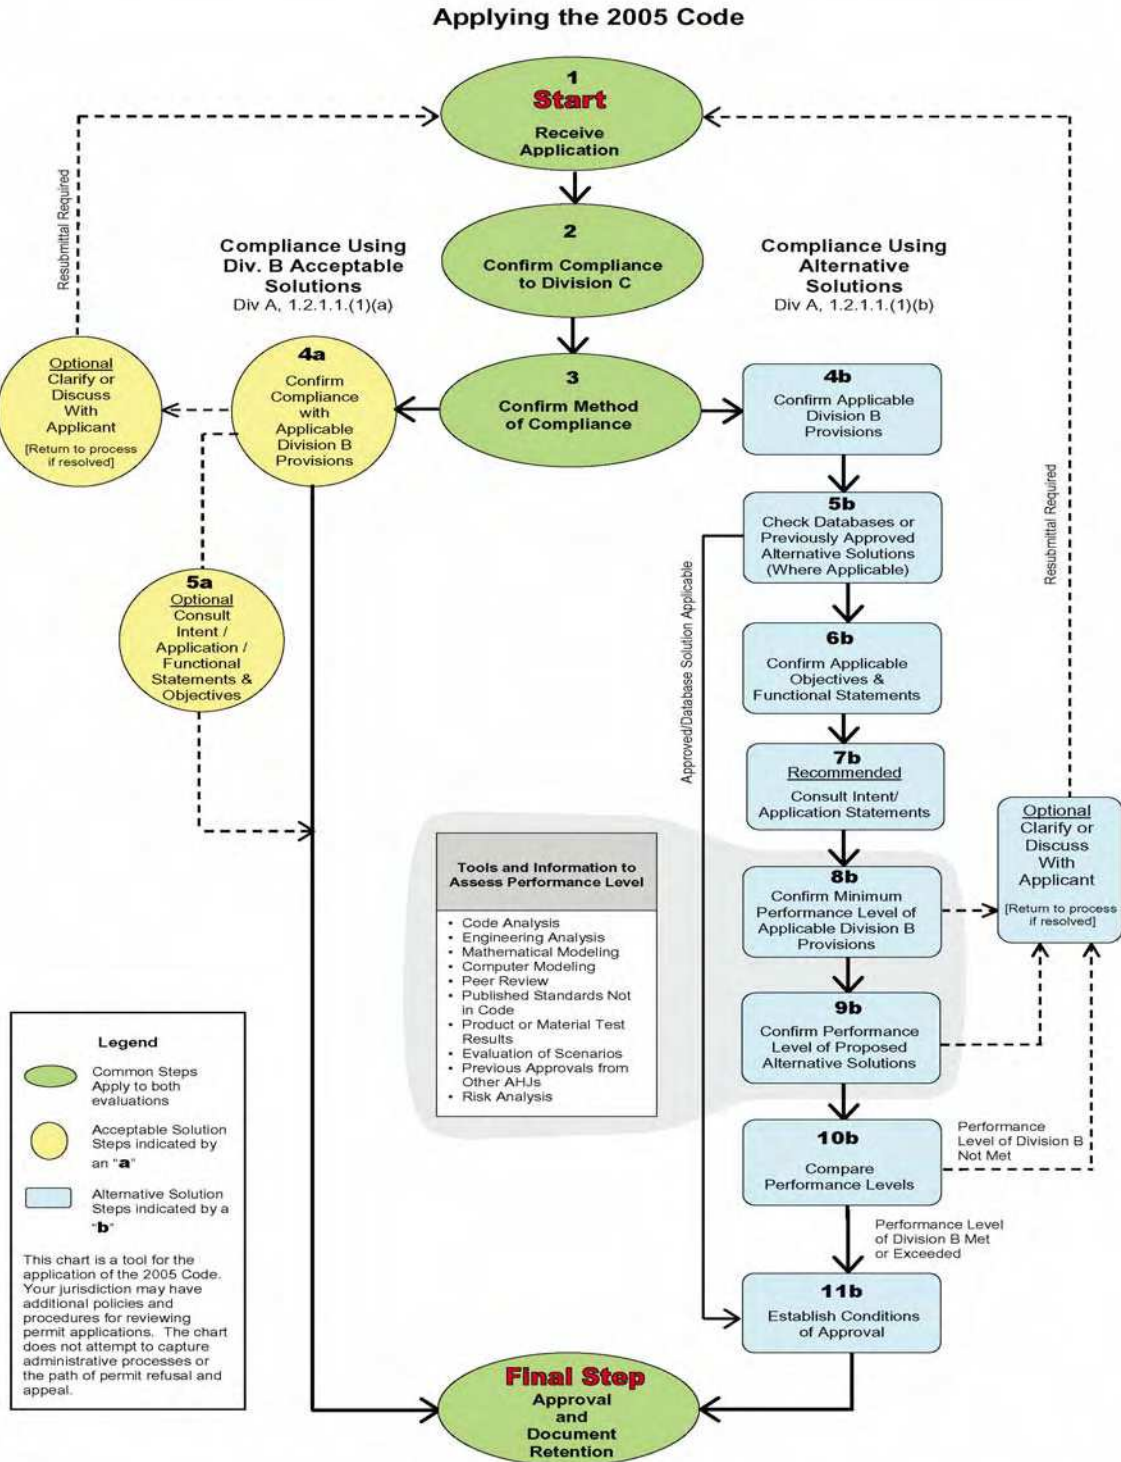 Applying the 2005 Code
1
Start
Receive
Application
2
Confirm Compliance
to Division C
3
Confirm Method
of Compliance
Resubmittal Required
Compliance Using
Div. B Acceptable
Solutions
Div A, 1.2.1.1.(1)(a)
Optional
Clarify or
Discuss
With
Applicant
[Return to process
if resolved]
4a
Confirm
Compliance
with
Applicable
Division B
Provisions
5a
Optional
Consult
Intent /
Application /
Functional
Statements &
Objectives
Compliance Using
Alternative
Solutions
Div A, 1.2.1.1.(1)(b)
4b
Confirm Applicable
Division B
Provisions
5b
Check Databases or
Previously Approved
Alternative Solutions
(Where Applicable)
Approved/Database Solution Applicable
6b
Confirm Applicable
Objectives &
Functional Statements
7b
Recommended
Consult Intent/
Application Statements
8b
Confirm Minimum
Performance Level of
Applicable Division B
Provisions
9b
Confirm Performance
Level of Proposed
Alternative Solutions
10b
Compare
Performance Levels
Performance
Level of Division B
Not Met
Performance Level
of Division B Met
or Exceeded
11b
Establish Conditions
of Approval
Resubmittal Required
Optional
Clarify or
Discuss
With
Applicant
[Return to process
if resolved]
Tools and Information to
Assess Performance Level
• Code Analysis
• Engineering Analysis
• Mathematical Modeling
• Computer Modeling
• Peer Review
• Published Standards Not
in Code
• Product or Material Test
Results
• Evaluation of Scenarios
• Previous Approvals from
Other AHJs
• Risk Analysis
Legend
Common Steps
Apply to both
evaluations
Acceptable Solution
Steps indicated by
an "a"
Alternative Solution
Steps indicated by a
"b"
This chart is a tool for the
application of the 2005 Code.
Your jurisdiction may have
additional policies and
procedures for reviewing
permit applications. The chart
does not attempt to capture
administrative processes or
the path of permit refusal and
appeal.
Final Step
Approval
and
Document
Retention